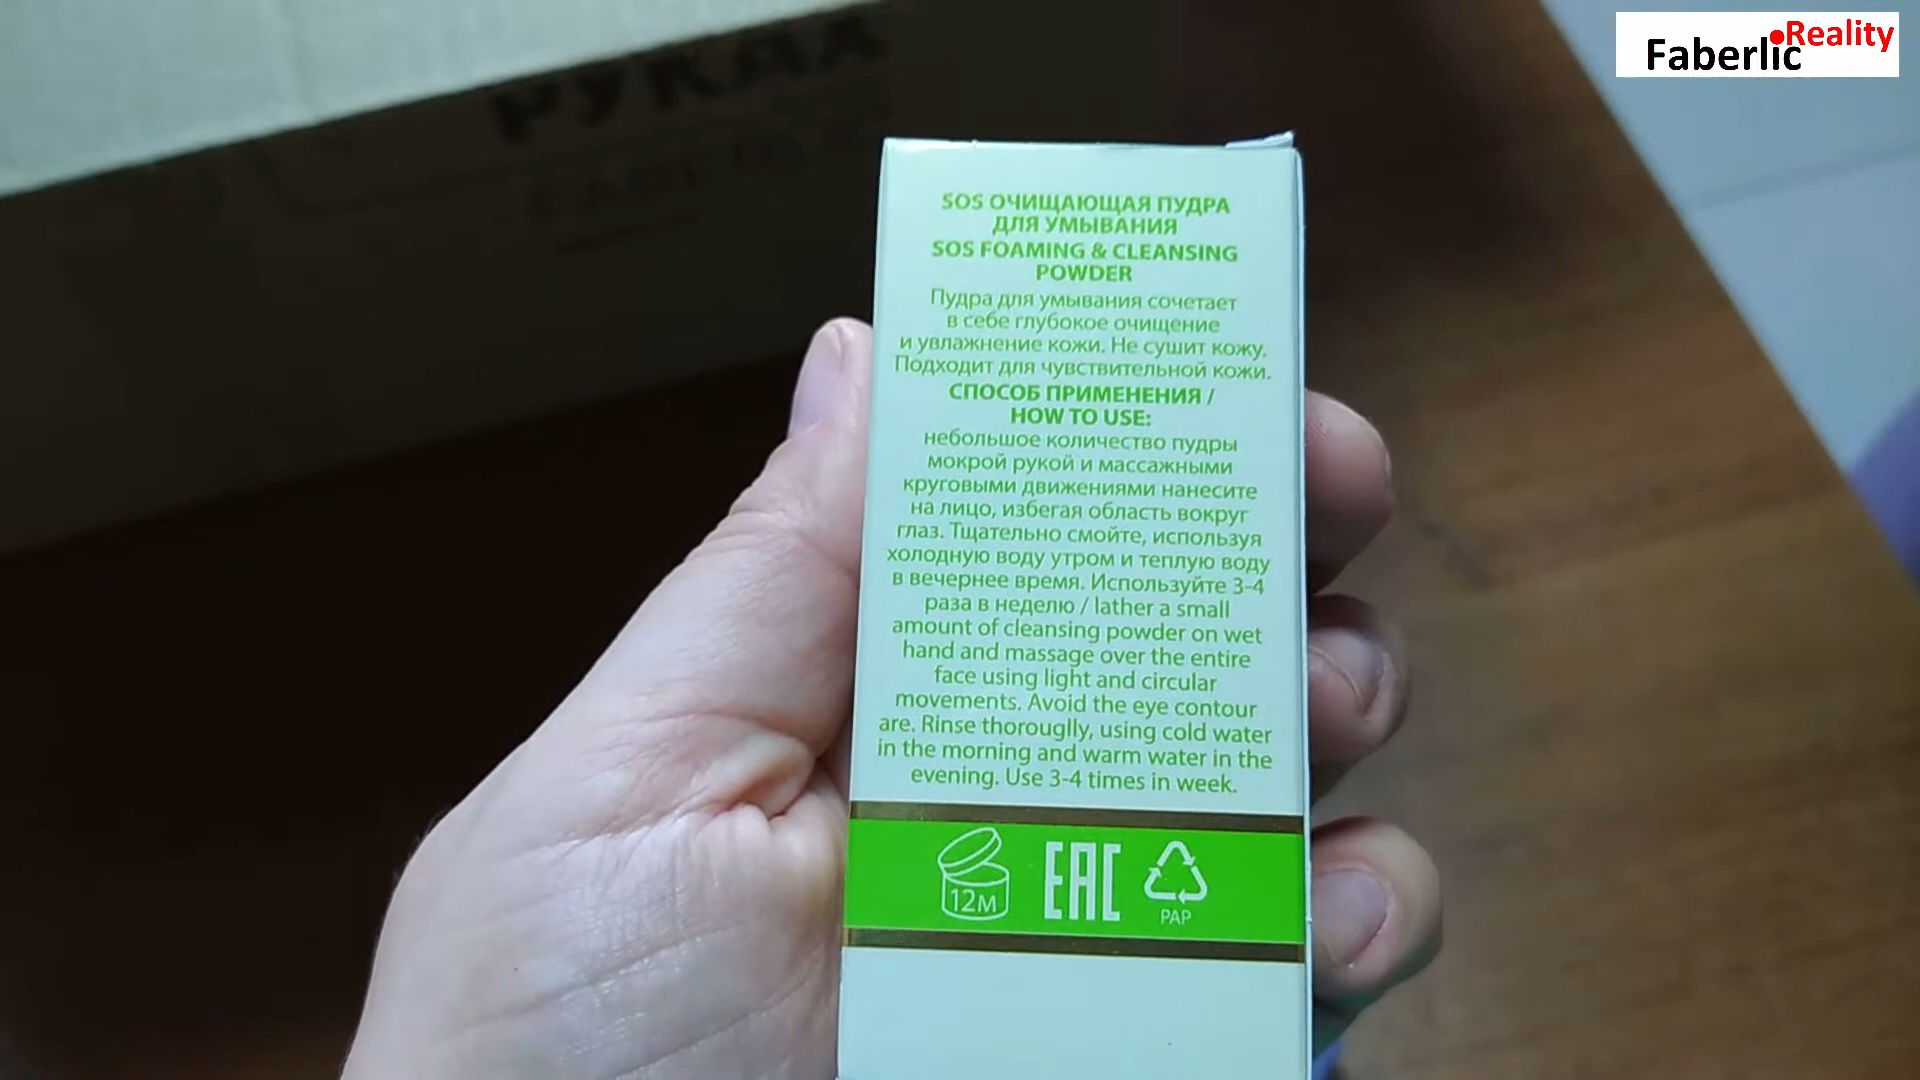 Faberlic Reality
РУКАХ
SOS ОЧИЩАЮЩАЯ ПУДРА
ДЛЯ УМЫВАНИЯ
SOS FOAMING & CLEANSING
POWDER
Пудра для умывания сочетает
в себе глубокое очищение
и увлажнение кожи. Не сушит кожу.
Подходит для чувствительной кожи.
СПОСОБ ПРИМЕНЕНИЯ /
HOW TO USE:
небольшое количество пудры
мокрой рукой и массажными
круговыми движениями нанесите
на лицо, избегая область вокруг
глаз. Тщательно смойте, используя
холодную воду утром и теплую воду
в вечернее время. Используйте 3-4
раза в неделю / lather a small
amount of cleansing powder on wet
hand and massage over the entire
face using light and circular
movements. Avoid the eye contour
are. Rinse thorouglly, using cold water
in the morning and warm water in the
evening. Use 3-4 times in week.
12M EAC PAP